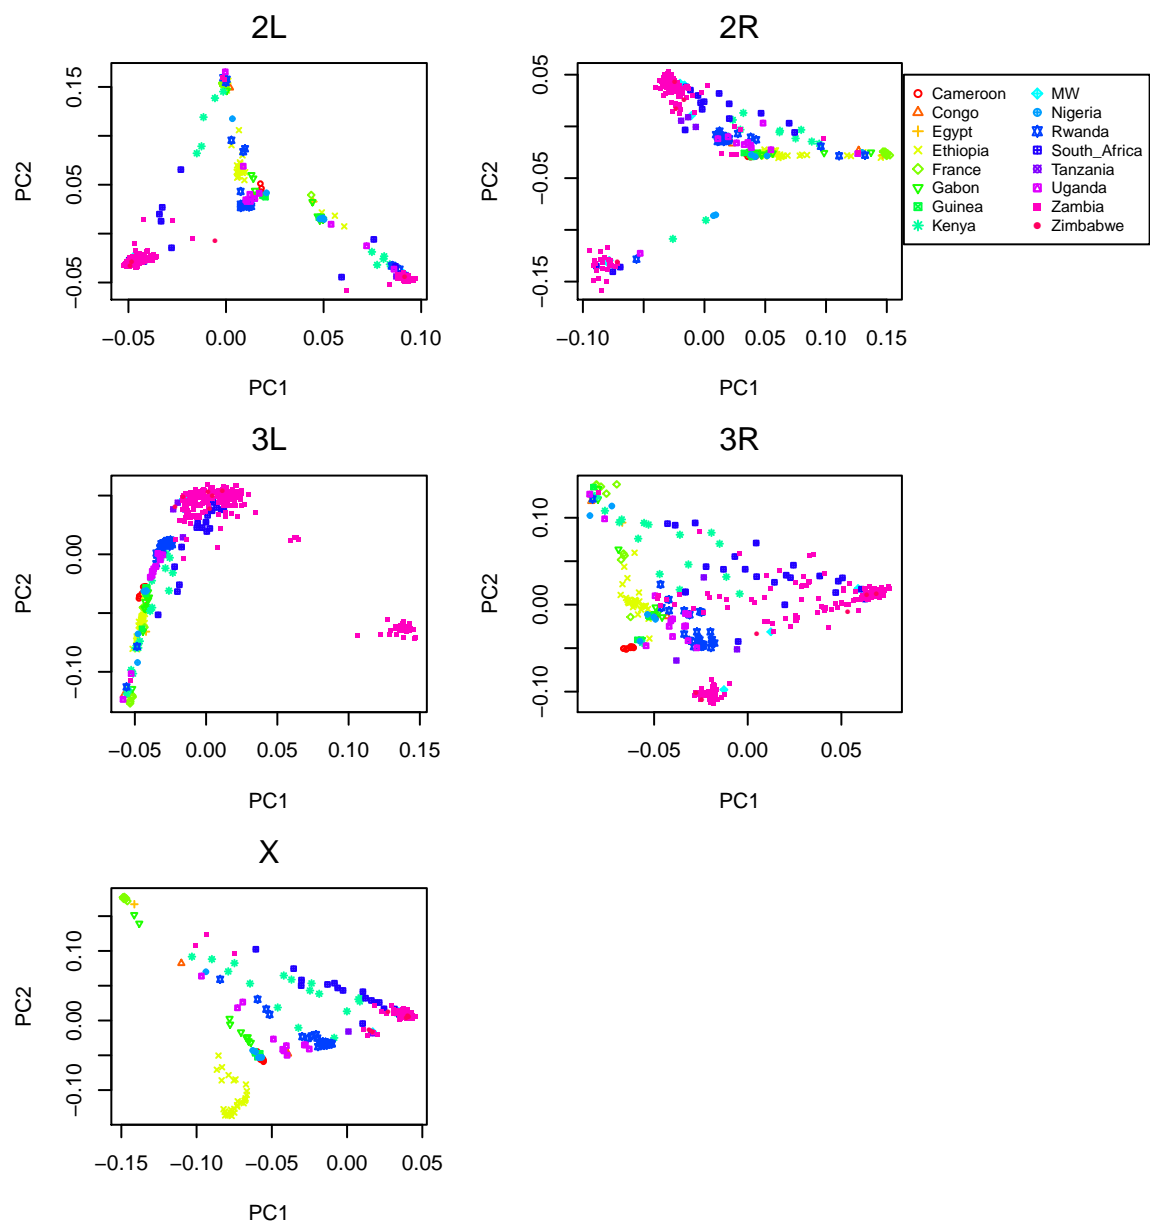 2L
2R
PC2
−0.05 0.05 0.15
−0.05 0.00 0.05 0.10
PC1
PC2
−0.15 −0.05 0.05
−0.10 0.00 0.05 0.10 0.15
PC1
Cameroon MW
Congo Nigeria
Egypt Rwanda
Ethiopia South_Africa
France Tanzania
Gabon Uganda
Guinea Zambia
Kenya Zimbabwe
3L
3R
PC2
−0.10 0.00
−0.05 0.00 0.05 0.10 0.15
PC1
PC2
−0.10 0.00 0.10
−0.05 0.00 0.05
PC1
X
PC2
−0.10 0.00 0.10
−0.15 −0.10 −0.05 0.00 0.05
PC1